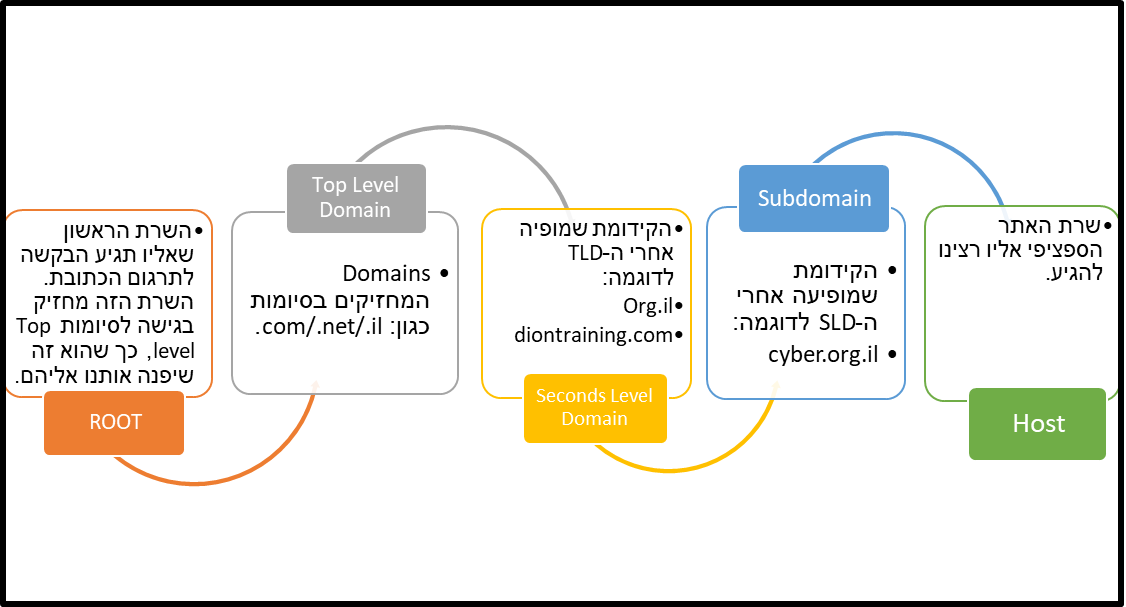 •השרת הראשון
שאליו תגיע הבקשה
לתרגום הכתובת.
השרת הזה מחזיק
בגישה לסיומות Top
level, כך שהוא זה
שיפנה אותנו אליהם.
ROOT
Top Level
Domain
• Domains
המחזיקים בסיומות
כגון: com/.net/.il.
•הקידומת שמופיה
אחרי ה-TLD
לדוגמה:
•Org.il
•diontraining.com
Seconds Level
Domain
Subdomain
• הקידומת
שמופיעה אחרי
ה-SLD לדוגמה:
• cyber.org.il
•שרת האתר
הספציפי אליו רצינו
להגיע.
Host